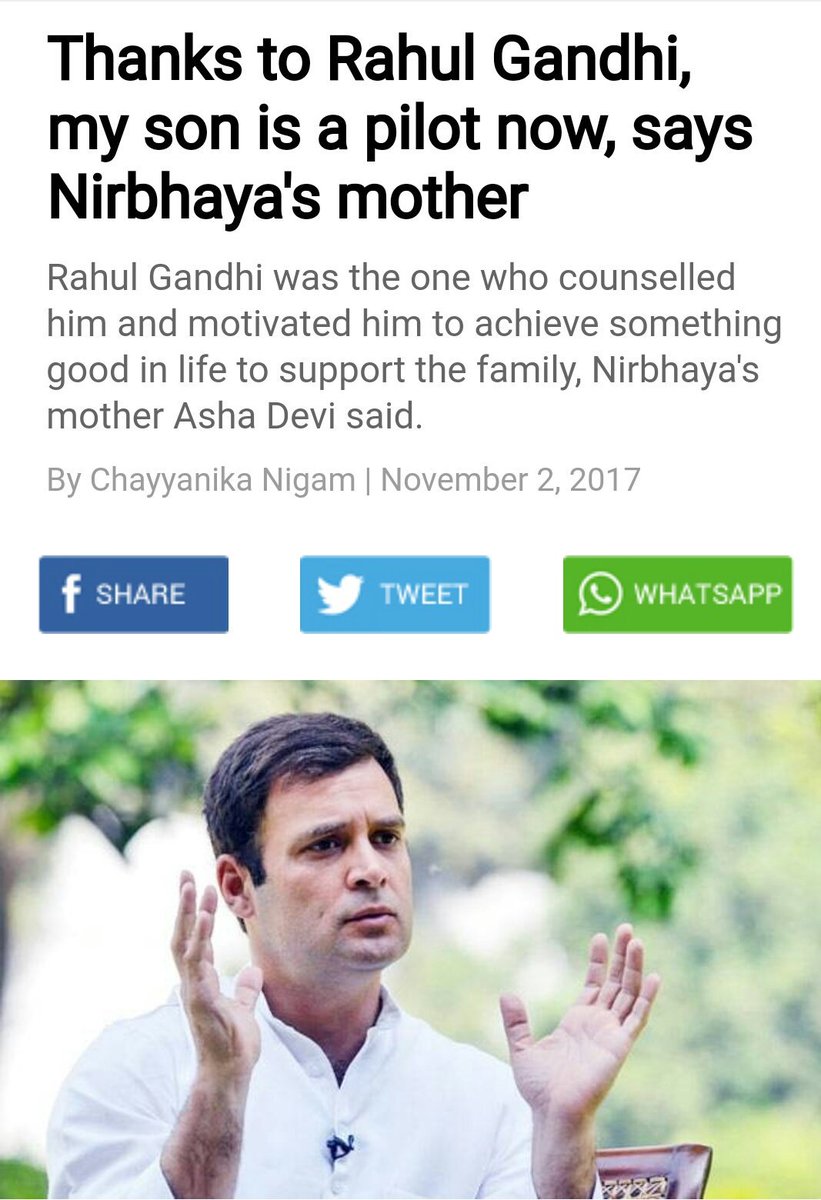 Thanks to Rahul Gandhi,
my son is a pilot now, says
Nirbhaya's mother
Rahul Gandhi was the one who counselled
him and motivated him to achieve something
good in life to support the family, Nirbhaya's
mother Asha Devi said.
By Chayyanika Nigam | November 2, 2017
f SHARE TWEET WHATSAPP